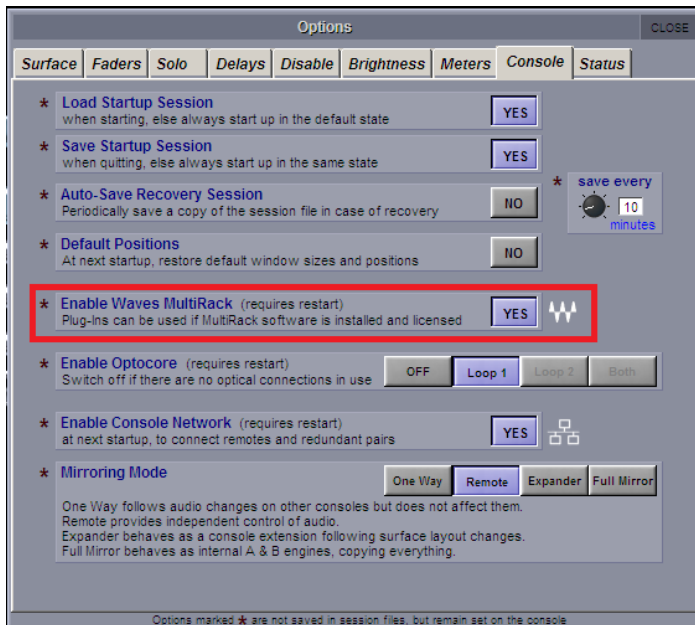 Options
CLOSE
Surface Faders Solo Delays Disable Brightness Meters Console Status
* Load Startup Session
when starting, else always start up in the default state
YES
* Save Startup Session
when quitting, else always start up in the same state
YES
* Auto-Save Recovery Session
Periodically save a copy of the session file in case of recovery
NO
* save every
10
minutes
* Default Positions
At next startup, restore default window sizes and positions
NO
* Enable Waves MultiRack (requires restart)
Plug-Ins can be used if MultiRack software is installed and licensed
YES
* Enable Optocore (requires restart)
Switch off if there are no optical connections in use
OFF Loop 1 Loop 2 Both
* Enable Console Network (requires restart)
at next startup, to connect remotes and redundant pairs
YES
* Mirroring Mode
One Way Remote Expander Full Mirror
One Way follows audio changes on other consoles but does not affect them.
Remote provides independent control of audio.
Expander behaves as a console extension following surface layout changes.
Full Mirror behaves as internal A & B engines, copying everything.
Options marked * are not saved in session files, but remain set on the console